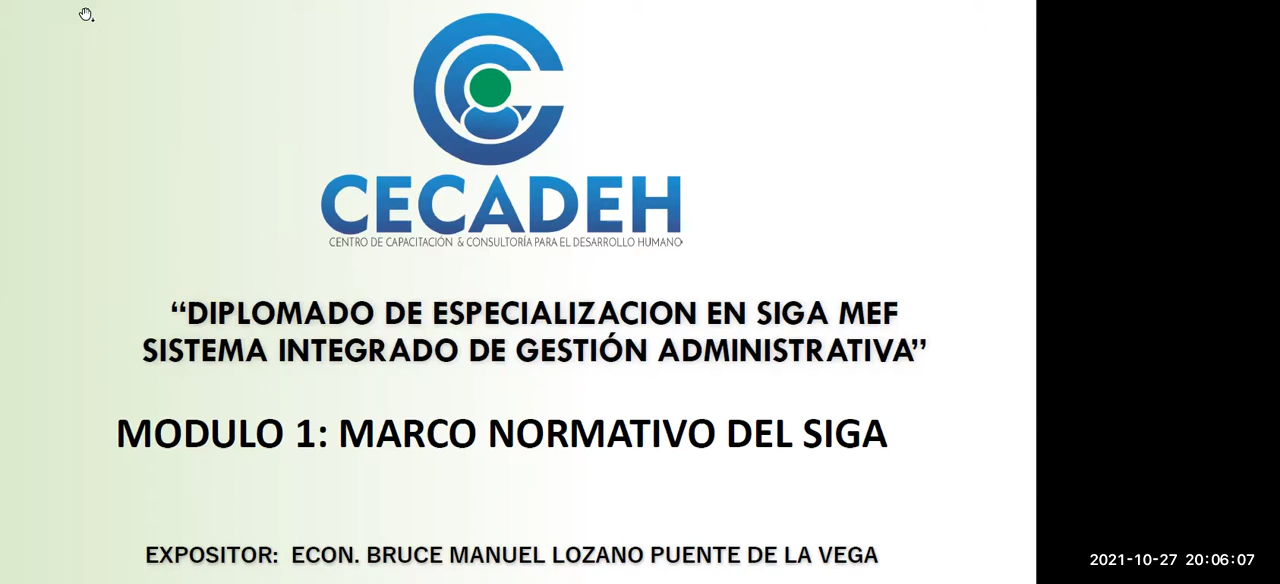 CECADEH
CENTRO DE CAPACITACIÓN & CONSULTORÍA PARA EL DESARROLLO HUMANO
“DIPLOMADO DE ESPECIALIZACION EN SIGA MEF
SISTEMA INTEGRADO DE GESTIÓN ADMINISTRATIVA”
MODULO 1: MARCO NORMATIVO DEL SIGA
EXPOSITOR: ECON. BRUCE MANUEL LOZANO PUENTE DE LA VEGA
2021-10-27 20:06:07